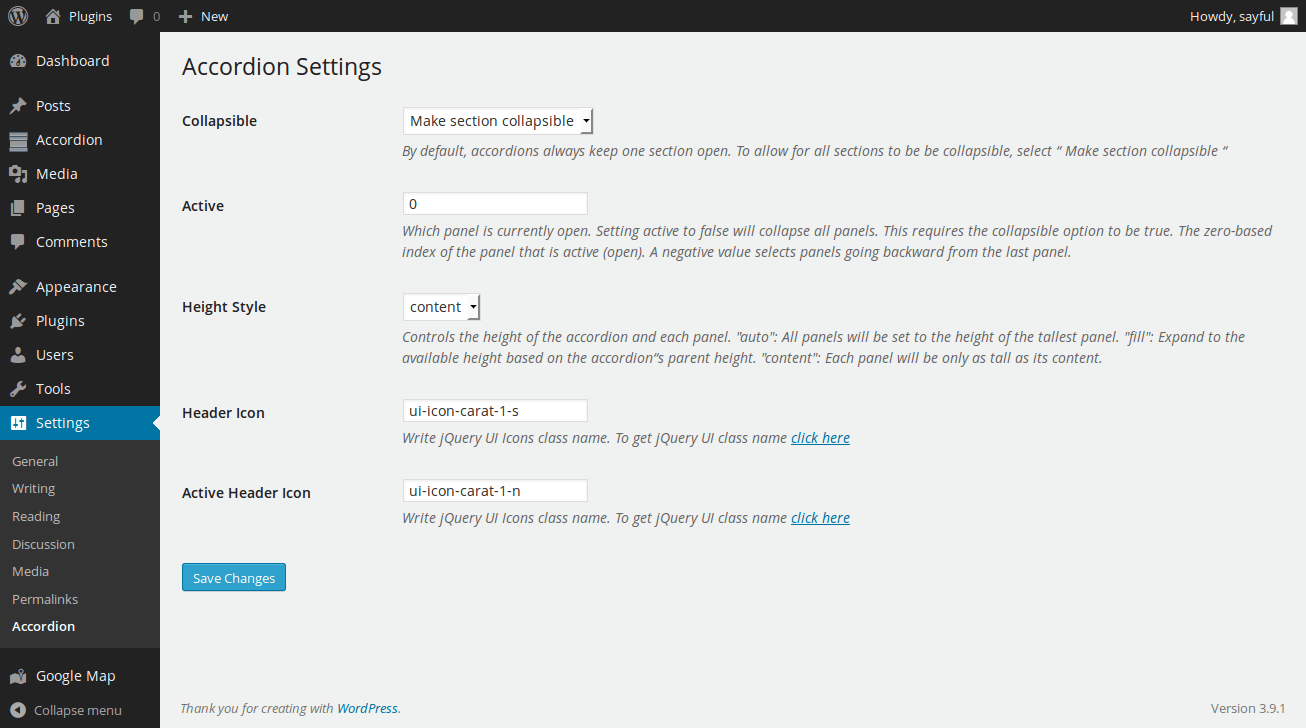 Plugins 0 New Howdy, sayful
Dashboard
Posts
Accordion
Media
Pages
Comments
Appearance
Plugins
Users
Tools
Settings
General
Writing
Reading
Discussion
Media
Permalinks
Accordion
Google Map
Collapse menu
Accordion Settings
Collapsible
Make section collapsible
By default, accordions always keep one section open. To allow for all sections to be be collapsible, select “ Make section collapsible “
Active
0
Which panel is currently open. Setting active to false will collapse all panels. This requires the collapsible option to be true. The zero-based
index of the panel that is active (open). A negative value selects panels going backward from the last panel.
Height Style
content
Controls the height of the accordion and each panel. "auto": All panels will be set to the height of the tallest panel. "fill": Expand to the
available height based on the accordion“s parent height. "content": Each panel will be only as tall as its content.
Header Icon
ui-icon-carat-1-s
Write jQuery UI Icons class name. To get jQuery UI class name click here
Active Header Icon
ui-icon-carat-1-n
Write jQuery UI Icons class name. To get jQuery UI class name click here
Save Changes
Thank you for creating with WordPress. Version 3.9.1